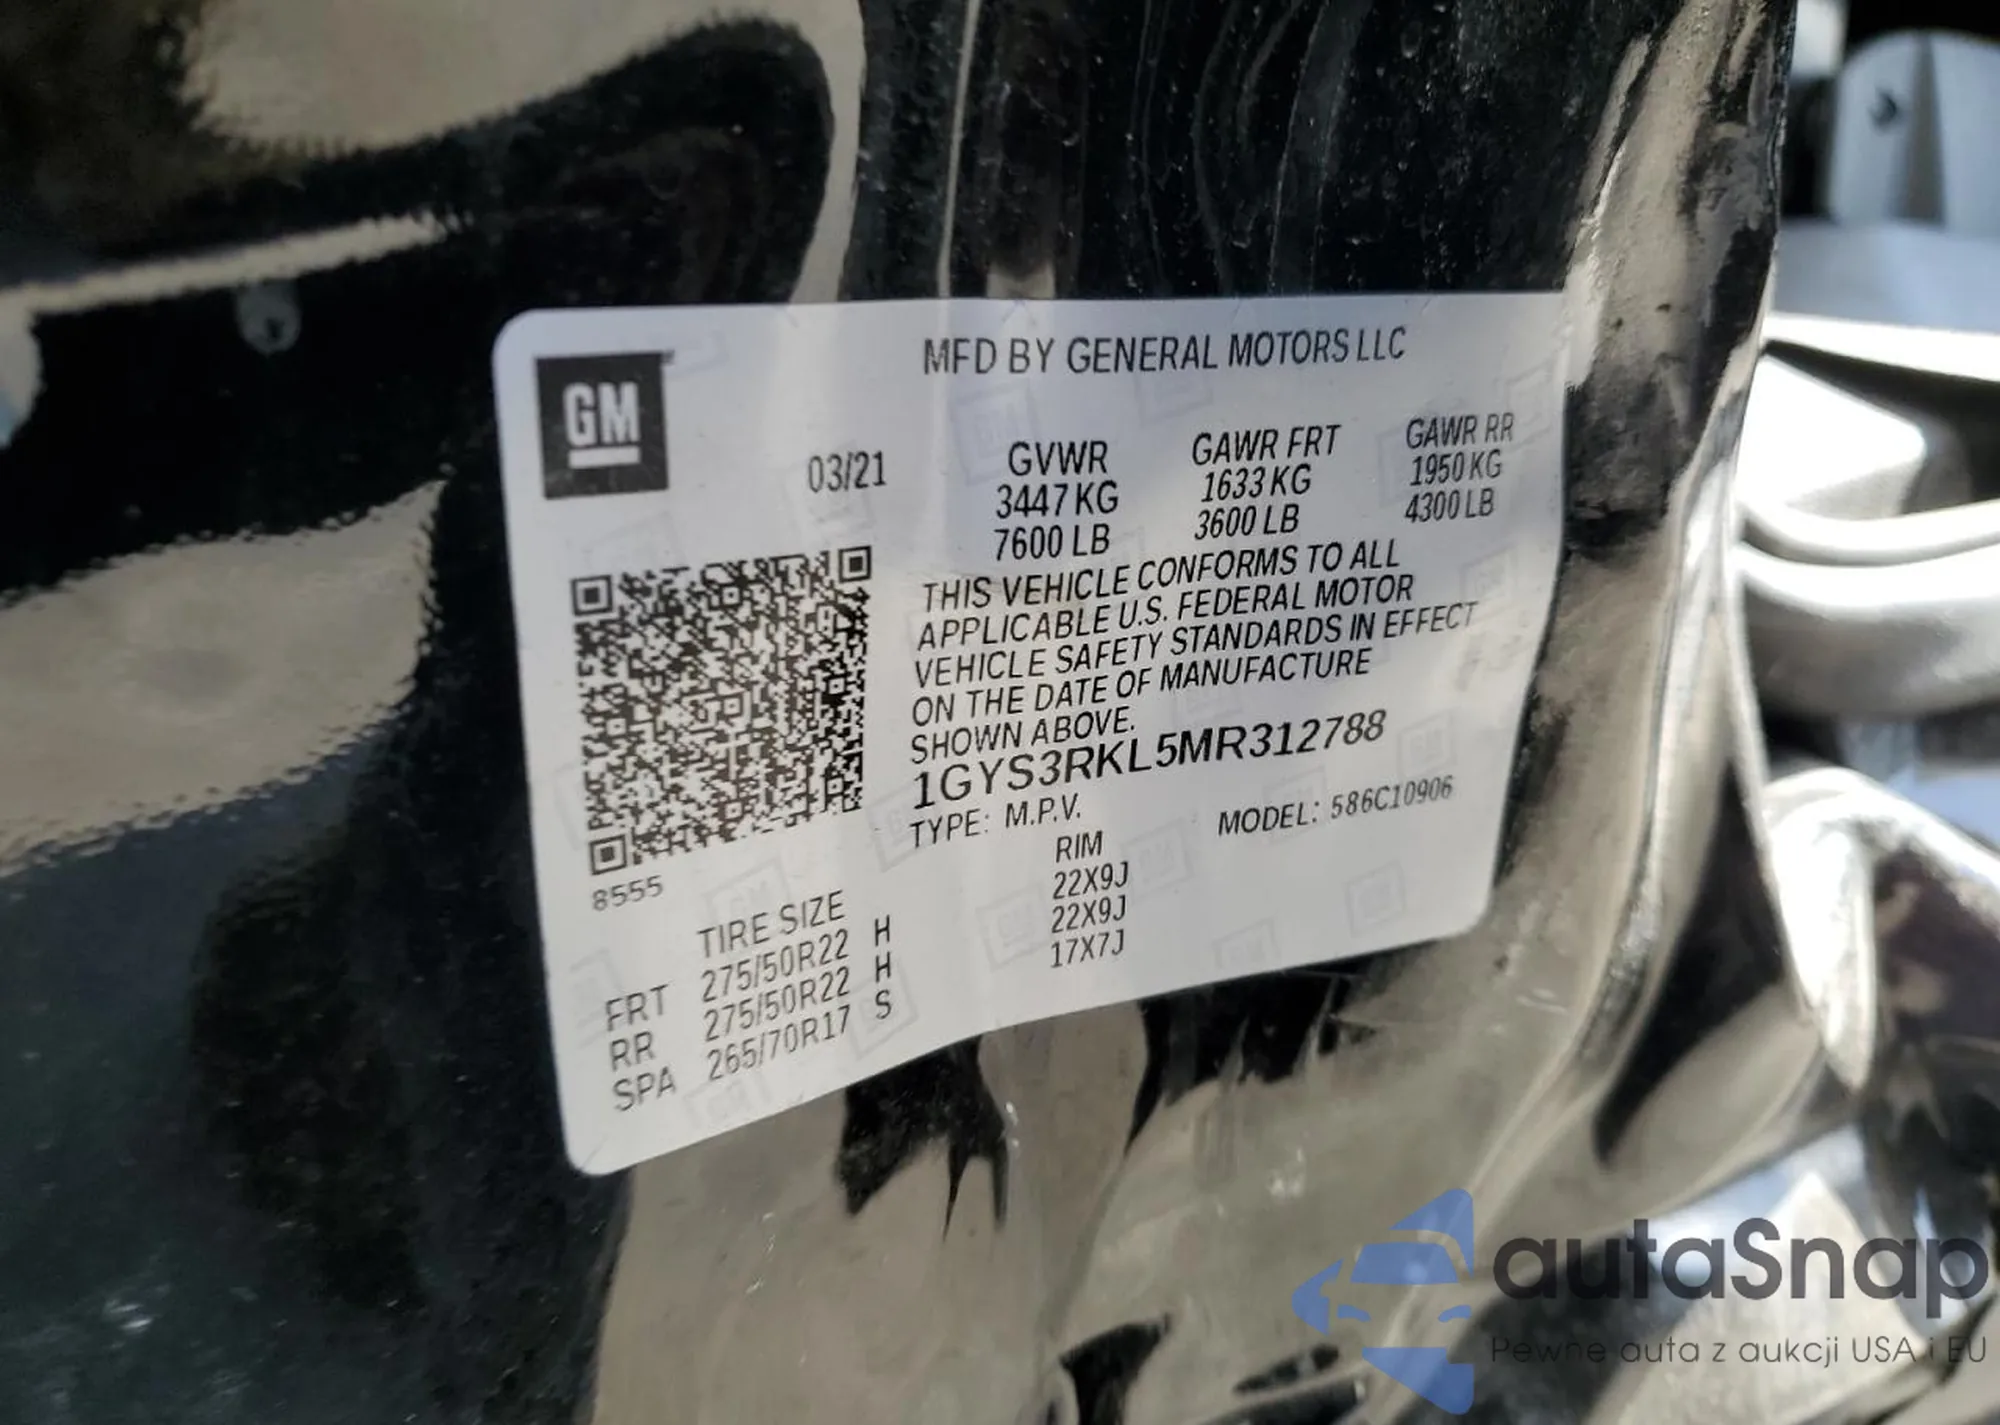 MFD BY GENERAL MOTORS LLC
GM
03/21
GVWR GAWR FRT GAWR RR
3447 KG 1633 KG 1950 KG
7600 LB 3600 LB 4300 LB
THIS VEHICLE CONFORMS TO ALL
APPLICABLE U.S. FEDERAL MOTOR
VEHICLE SAFETY STANDARDS IN EFFECT
ON THE DATE OF MANUFACTURE
SHOWN ABOVE.
1GYS3RKL5MR312788
TYPE: M.P.V. MODEL: 586C10906
8555
TIRE SIZE RIM
FRT 275/50R22 H 22X9J
RR 275/50R22 H 22X9J
SPA 265/70R17 S 17X7J
autaSnap
Pewne auta z aukcji USA i EU